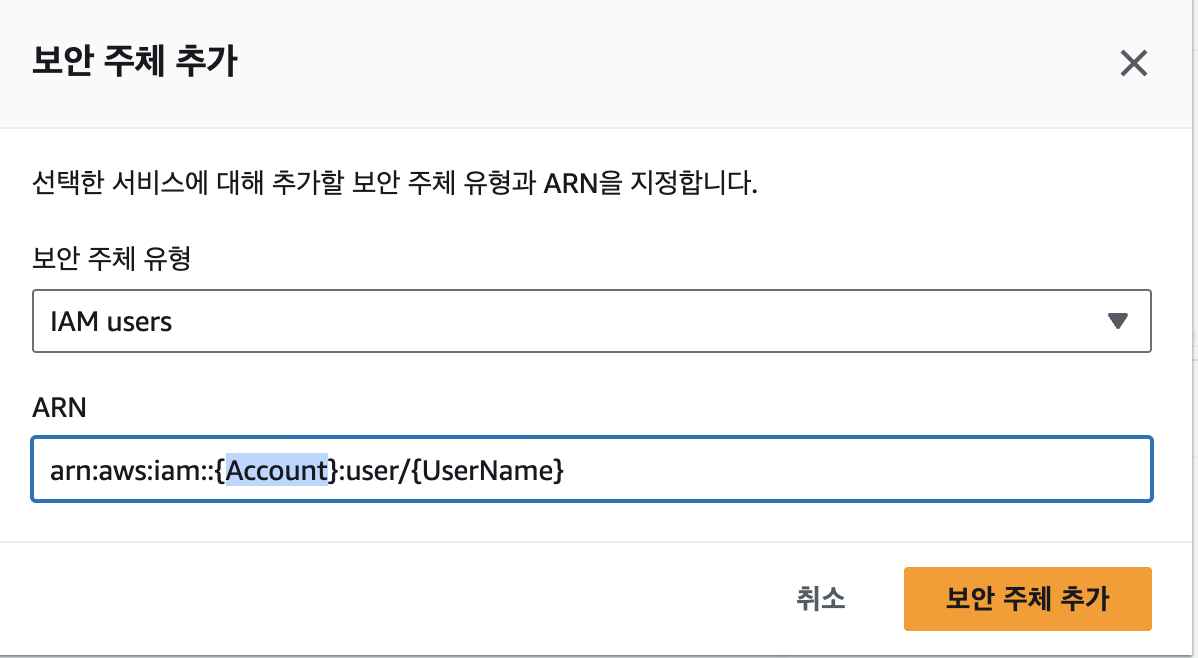 보안 주체 추가
선택한 서비스에 대해 추가할 보안 주체 유형과 ARN을 지정합니다.
보안 주체 유형
IAM users
ARN
arn:aws:iam::{Account}:user/{UserName}
취소
보안 주체 추가